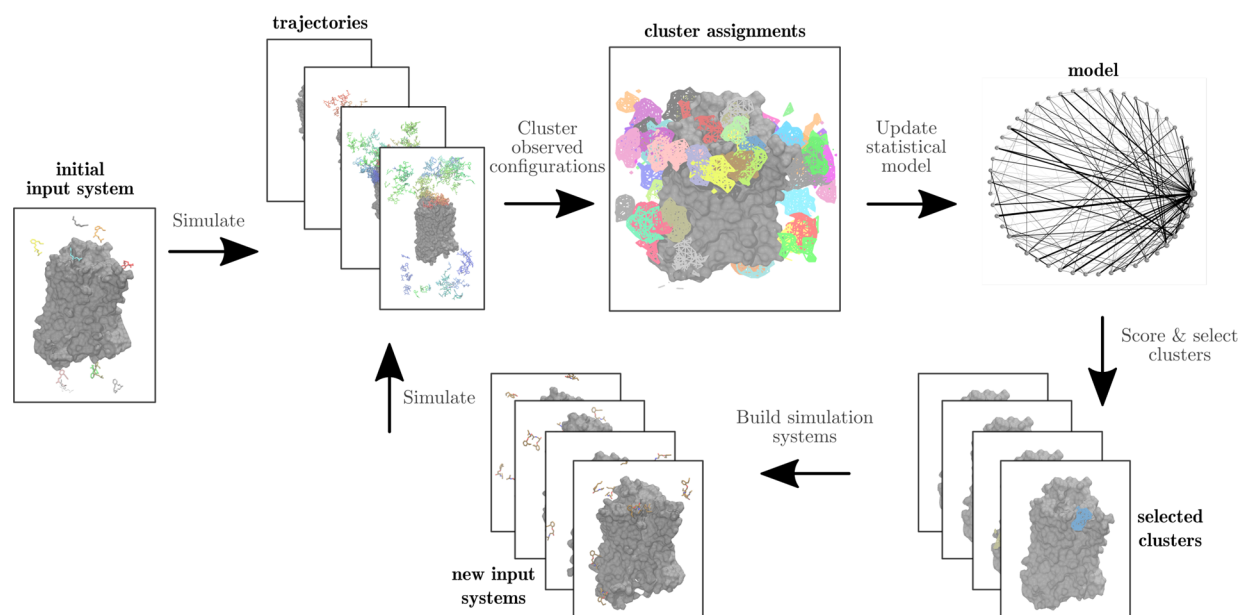 trajectories
cluster assignments
model
initial
input system
Simulate
Cluster
observed
configurations
Update
statistical
model
Score & select
clusters
Simulate
Build simulation
systems
selected
clusters
new input
systems